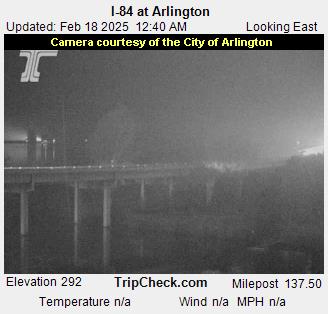 I-84 at Arlington
Updated: Feb 18 2025 12:40 AM Looking East
Camera courtesy of the City of Arlington
Elevation 292 TripCheck.com Milepost 137.50
Temperature n/a Wind n/a MPH n/a